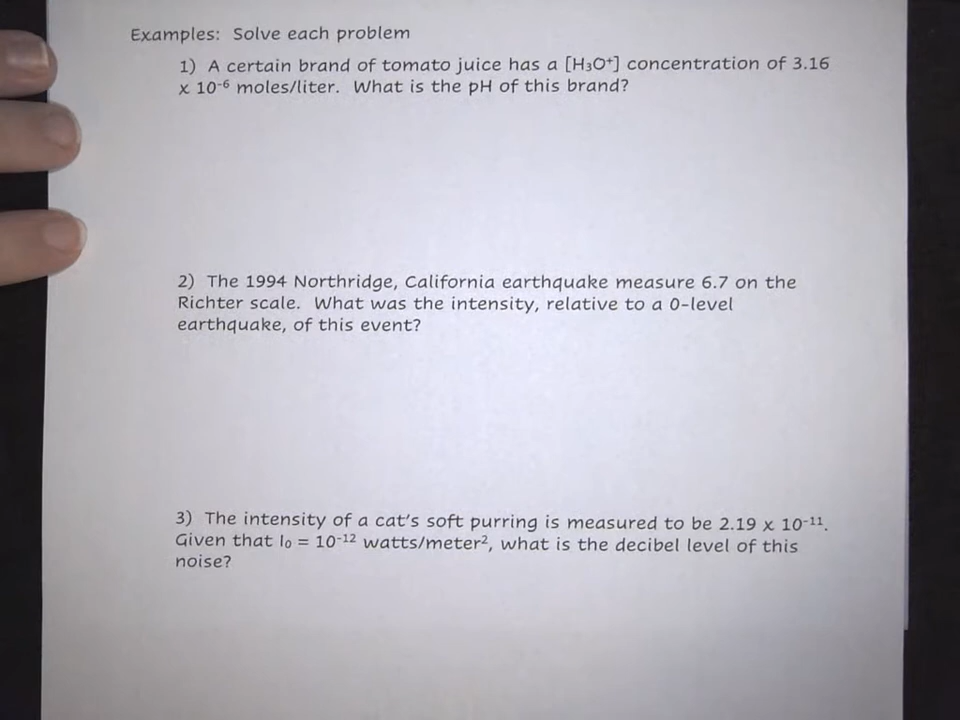 Examples: Solve each problem
1) A certain brand of tomato juice has a [H₃O⁺] concentration of 3.16
x 10⁻⁶ moles/liter. What is the pH of this brand?
2) The 1994 Northridge, California earthquake measure 6.7 on the
Richter scale. What was the intensity, relative to a 0-level
earthquake, of this event?
3) The intensity of a cat's soft purring is measured to be 2.19 x 10⁻¹¹.
Given that I₀ = 10⁻¹² watts/meter², what is the decibel level of this
noise?